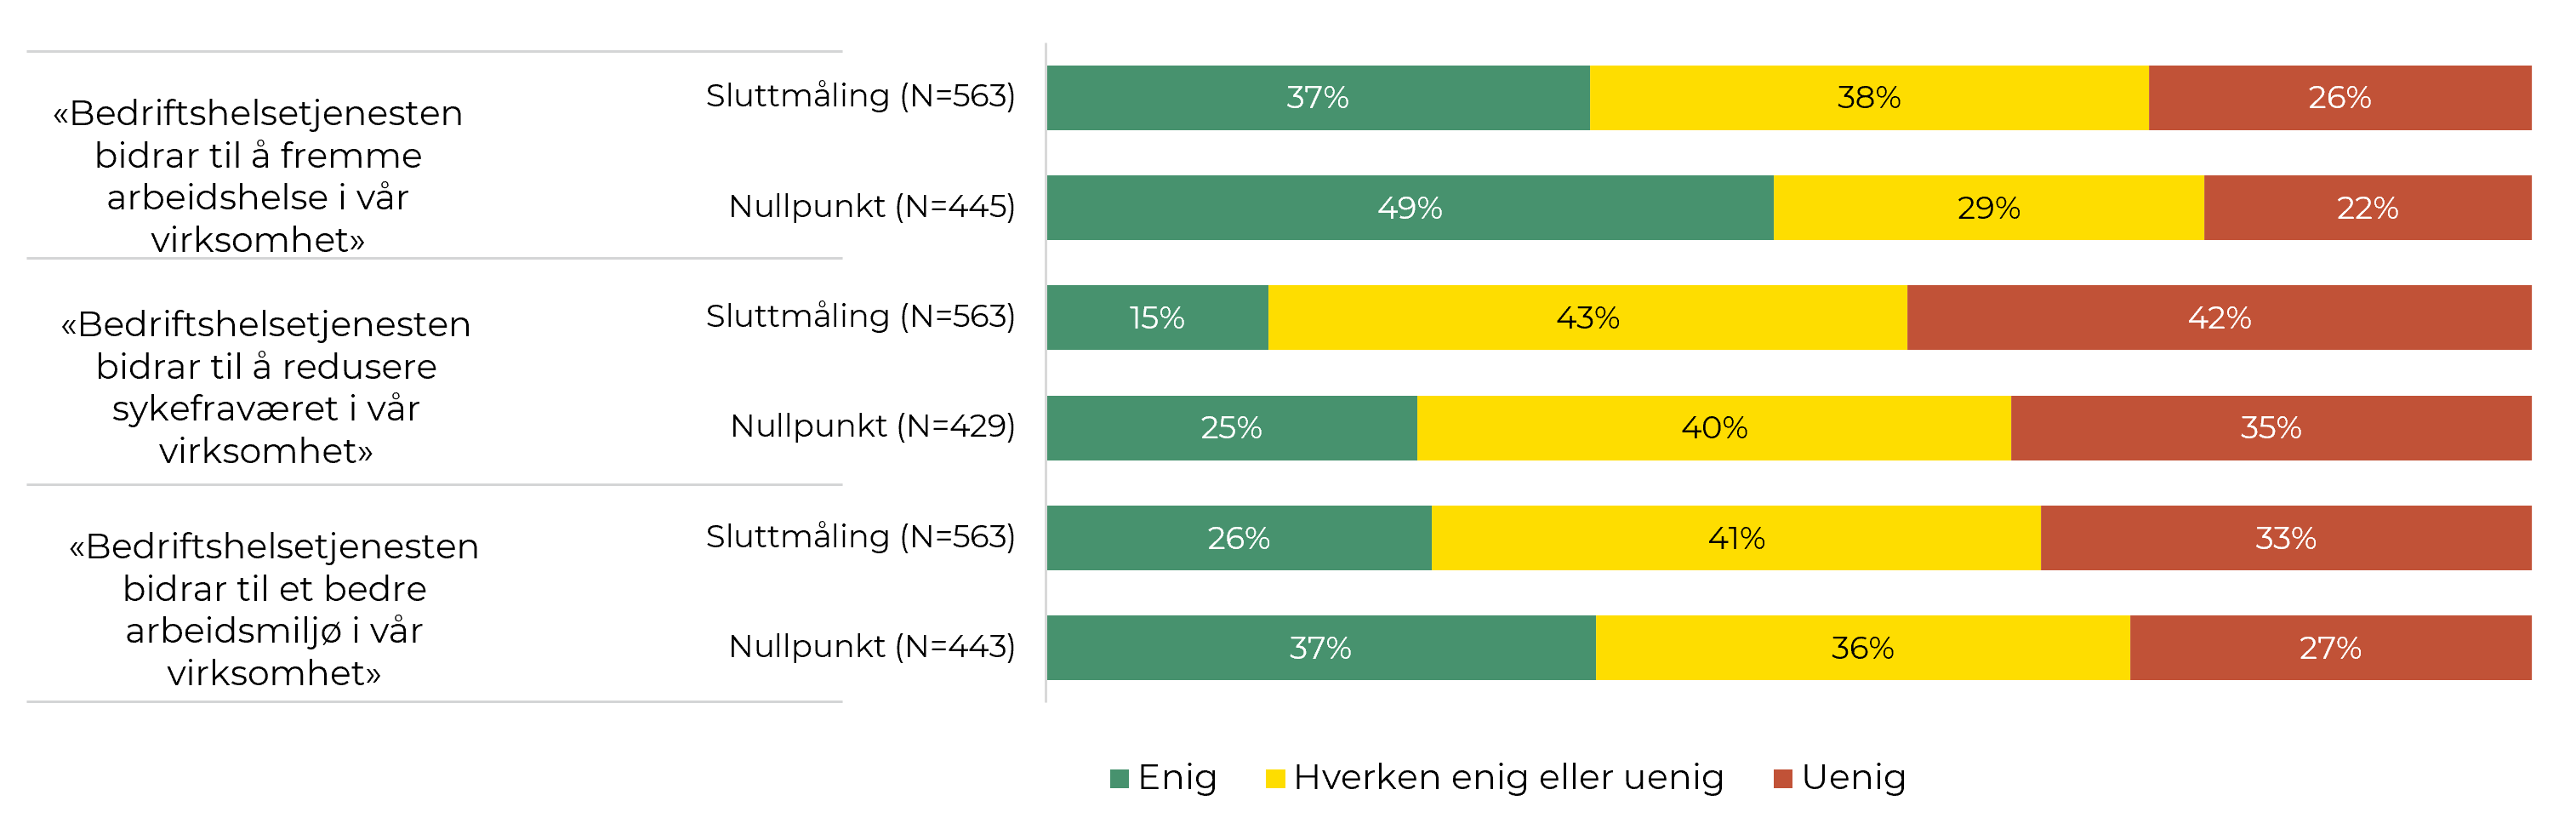 «Bedriftshelsetjenesten
bidrar til å fremme
arbeidshelse i vår
virksomhet»
Sluttmåling (N=563)
37%
38%
26%
Nullpunkt (N=445)
49%
29%
22%
«Bedriftshelsetjenesten
bidrar til å redusere
sykefraværet i vår
virksomhet»
Sluttmåling (N=563)
15%
43%
42%
Nullpunkt (N=429)
25%
40%
35%
«Bedriftshelsetjenesten
bidrar til et bedre
arbeidsmiljø i vår
virksomhet»
Sluttmåling (N=563)
26%
41%
33%
Nullpunkt (N=443)
37%
36%
27%
Enig
Hverken enig eller uenig
Uenig